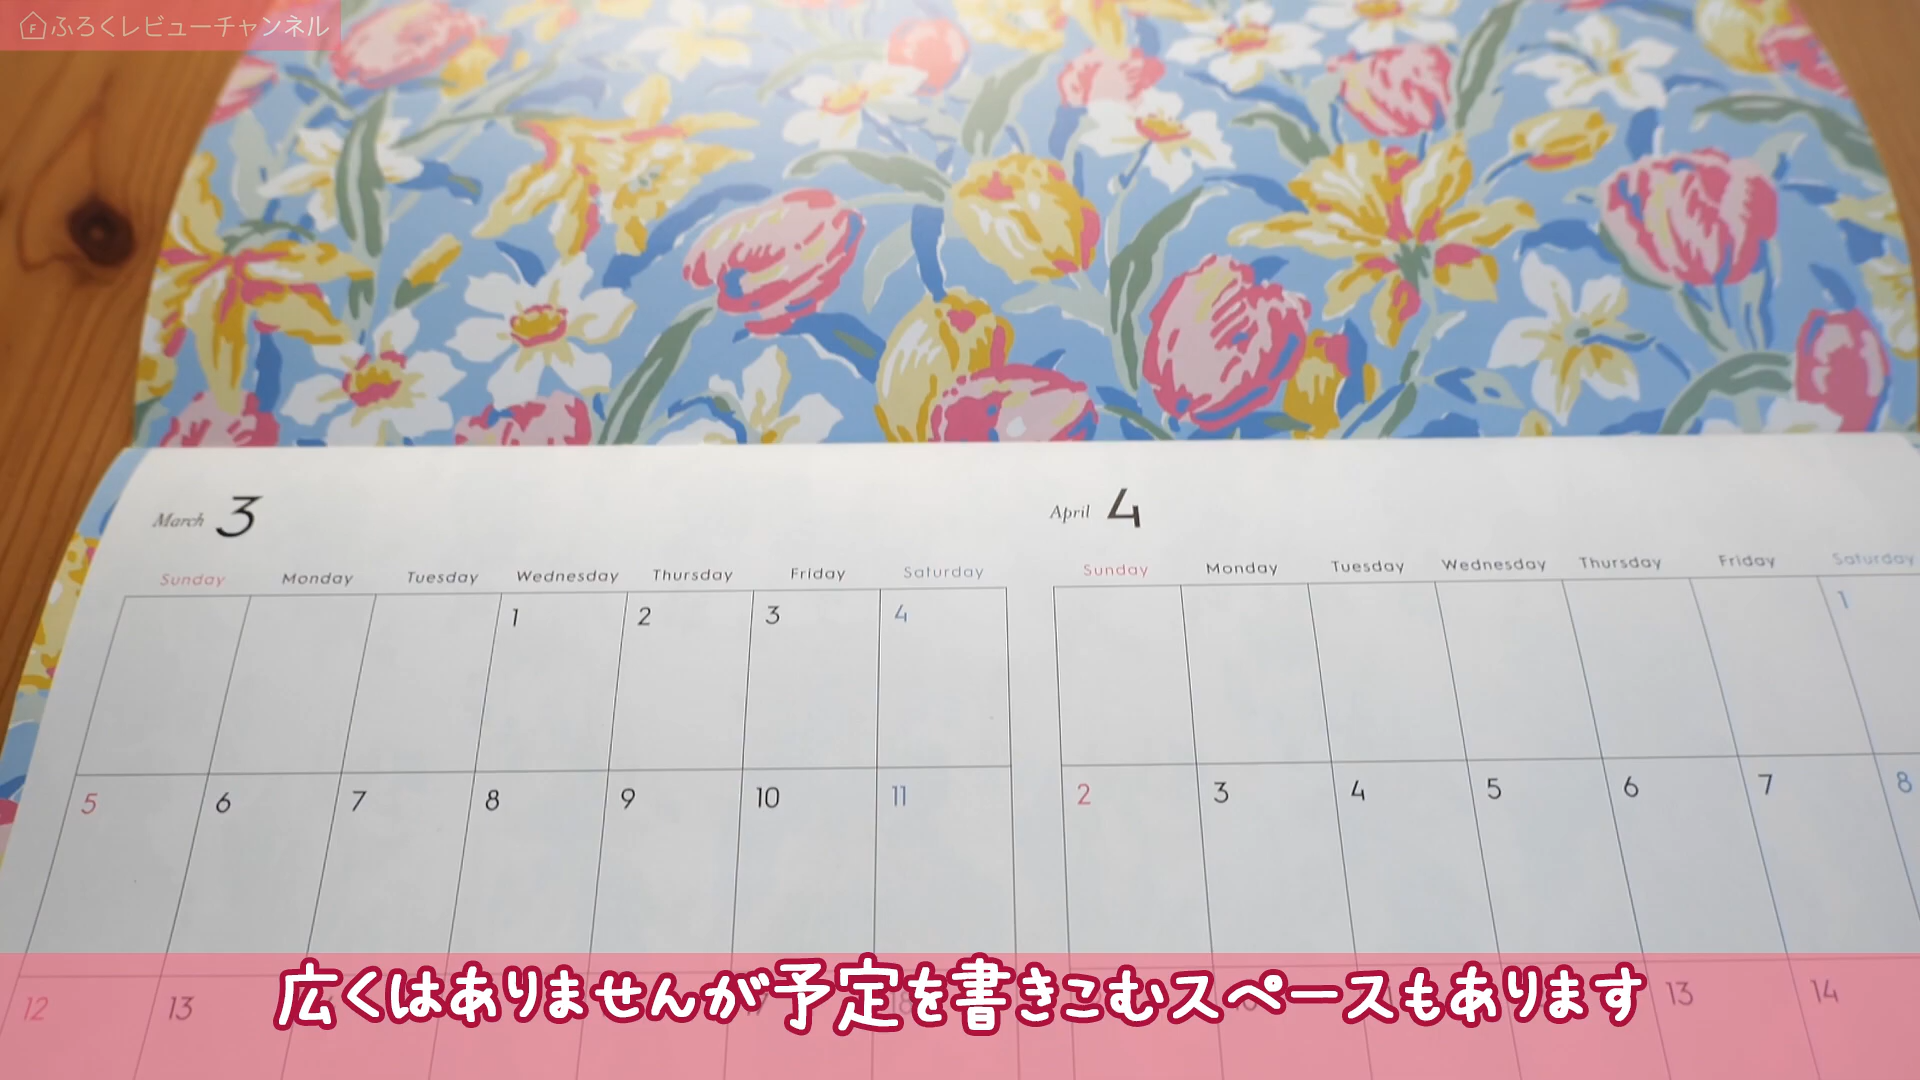 ふろくレビューチャンネル
March 3
April 4
Sunday Monday Tuesday Wednesday Thursday Friday Saturday
Sunday Monday Tuesday Wednesday Thursday Friday Saturday
1 2 3 4
1
5 6 7 8 9 10 11
2 3 4 5 6 7 8
12 13
13 14
広くはありませんが予定を書きこむスペースもあります